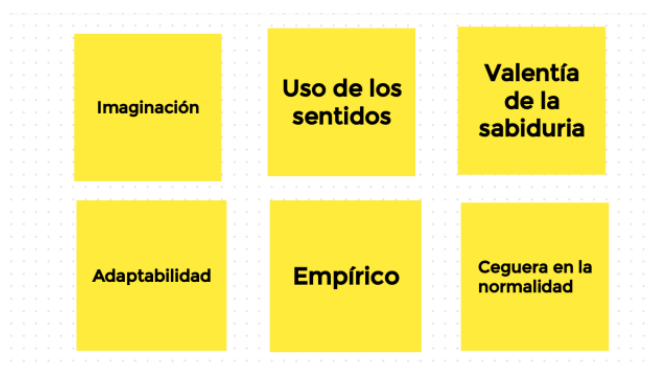 Imaginación
Uso de los
sentidos
Valentía
de la
sabiduria
Adaptabilidad
Empírico
Ceguera en la
normalidad